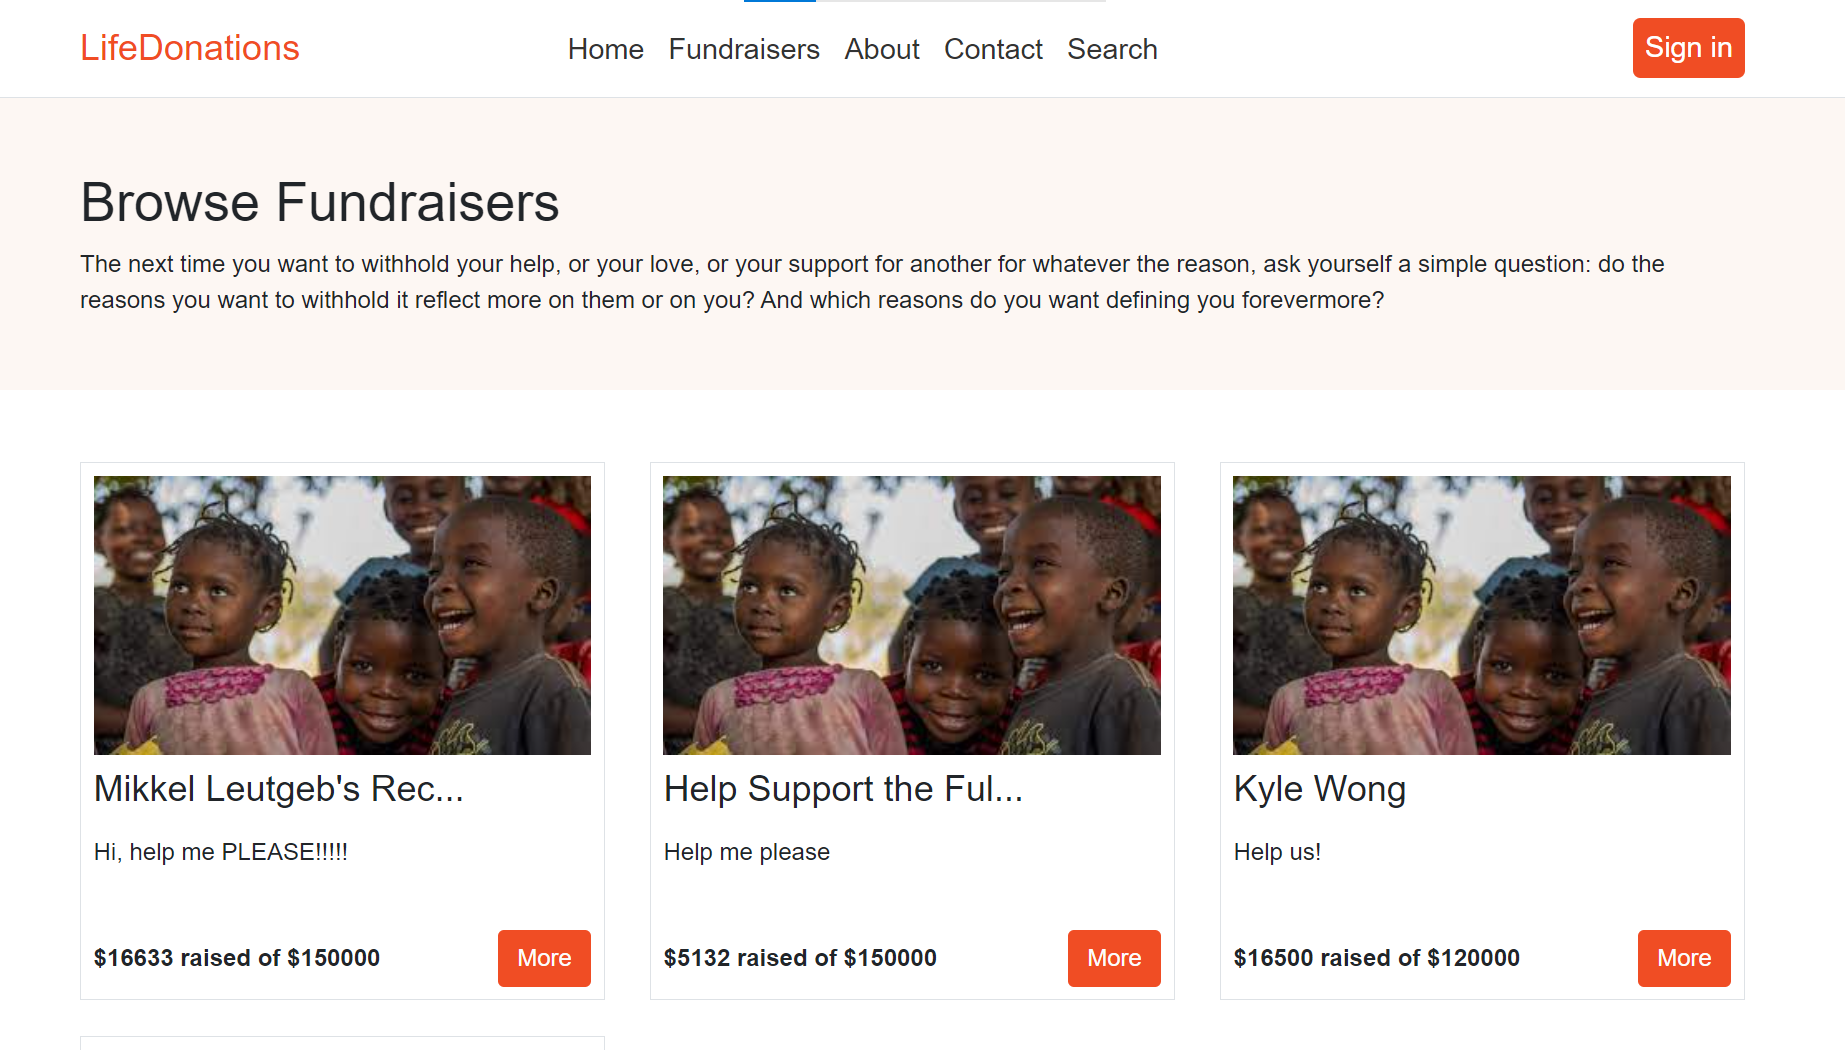 LifeDonations
Home Fundraisers About Contact Search
Sign in
Browse Fundraisers
The next time you want to withhold your help, or your love, or your support for another for whatever the reason, ask yourself a simple question: do the
reasons you want to withhold it reflect more on them or on you? And which reasons do you want defining you forevermore?
Mikkel Leutgeb's Rec...
Hi, help me PLEASE!!!!!
$16633 raised of $150000
More
Help Support the Ful...
Help me please
$5132 raised of $150000
More
Kyle Wong
Help us!
$16500 raised of $120000
More